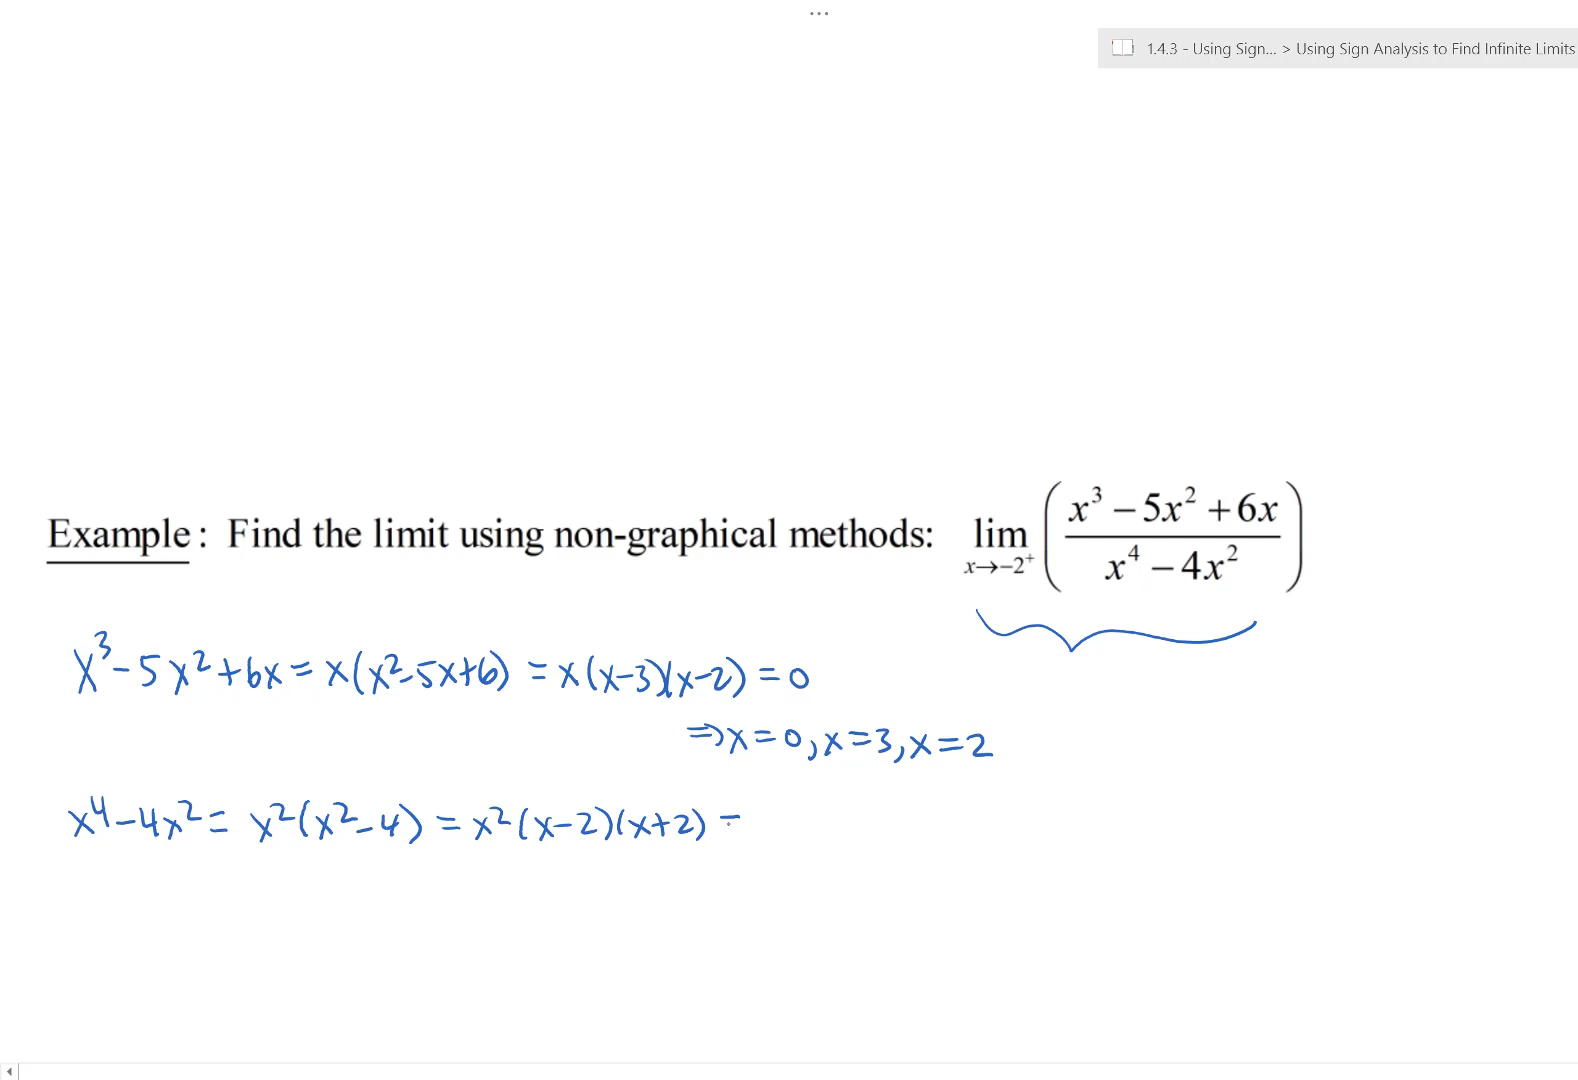 ...
1.4.3 - Using Sign... > Using Sign Analysis to Find Infinite Limits
Example: Find the limit using non-graphical methods: lim x→−2⁺ ( (x³ − 5x² + 6x) / (x⁴ − 4x²) )
x³ - 5x² + 6x = x(x² - 5x + 6) = x(x-3)(x-2) = 0
⇒ x = 0, x = 3, x = 2
x⁴ - 4x² = x²(x² - 4) = x²(x-2)(x+2) =